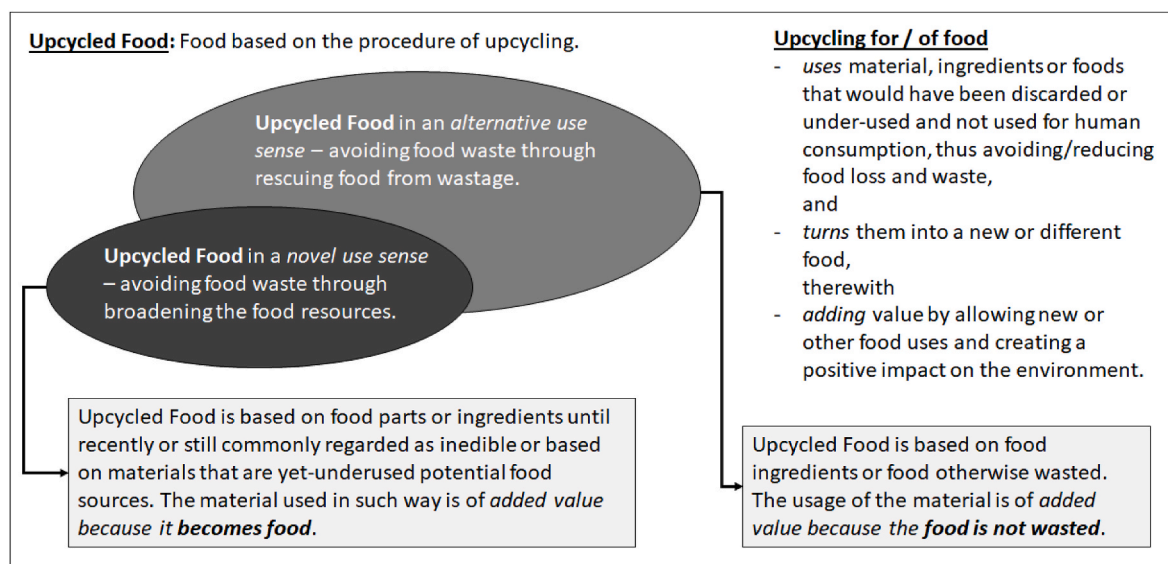 Upcycled Food: Food based on the procedure of upcycling.
Upcycled Food in an alternative use
sense – avoiding food waste through
rescuing food from wastage.
Upcycled Food in a novel use sense
– avoiding food waste through
broadening the food resources.
Upcycled Food is based on food parts or ingredients until
recently or still commonly regarded as inedible or based
on materials that are yet-underused potential food
sources. The material used in such way is of added value
because it becomes food.
Upcycling for / of food
- uses material, ingredients or foods
that would have been discarded or
under-used and not used for human
consumption, thus avoiding/reducing
food loss and waste,
and
- turns them into a new or different
food,
therewith
- adding value by allowing new or
other food uses and creating a
positive impact on the environment.
Upcycled Food is based on food
ingredients or food otherwise wasted.
The usage of the material is of added
value because the food is not wasted.